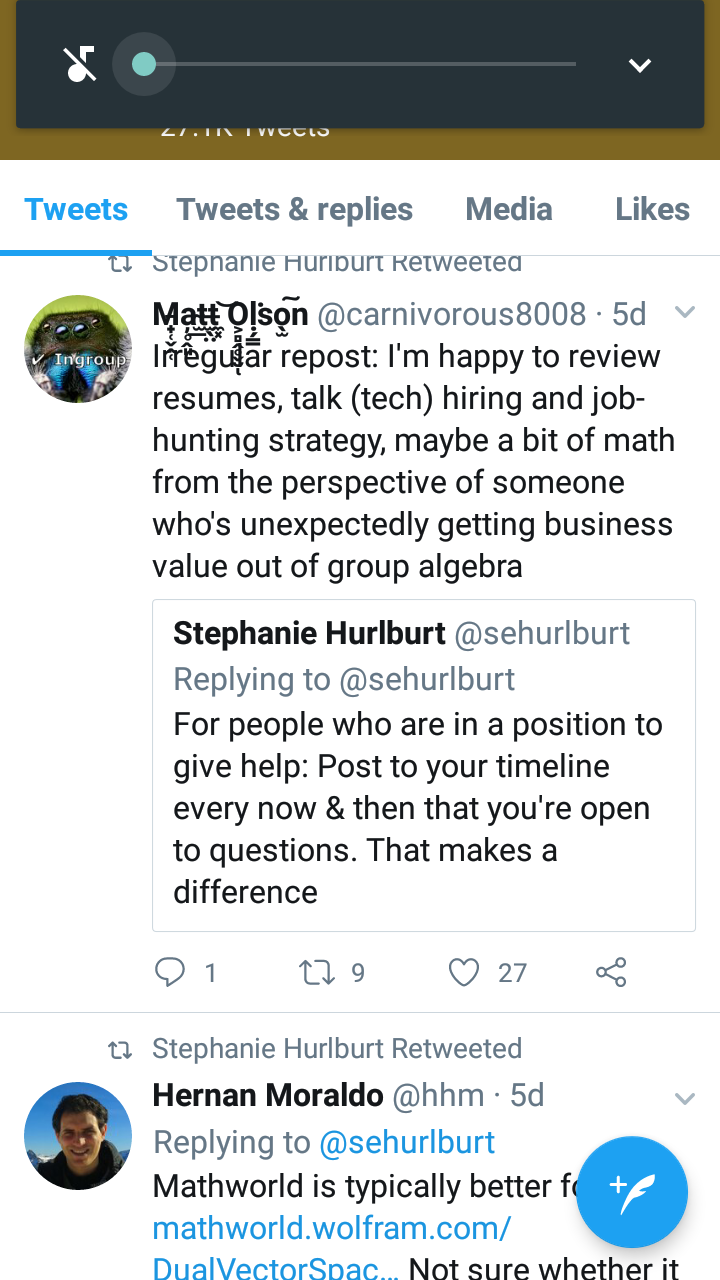 27.1K Tweets
Tweets Tweets & replies Media Likes
Stephanie Hurlburt Retweeted
Matt Olson @carnivorous8008 · 5d
✓ Ingroup
Irregular repost: I'm happy to review
resumes, talk (tech) hiring and job-
hunting strategy, maybe a bit of math
from the perspective of someone
who's unexpectedly getting business
value out of group algebra
Stephanie Hurlburt @sehurlburt
Replying to @sehurlburt
For people who are in a position to
give help: Post to your timeline
every now & then that you're open
to questions. That makes a
difference
1 9 27
Stephanie Hurlburt Retweeted
Hernan Moraldo @hhm · 5d
Replying to @sehurlburt
Mathworld is typically better
mathworld.wolfram.com/
DualVectorSpac… Not sure whether it